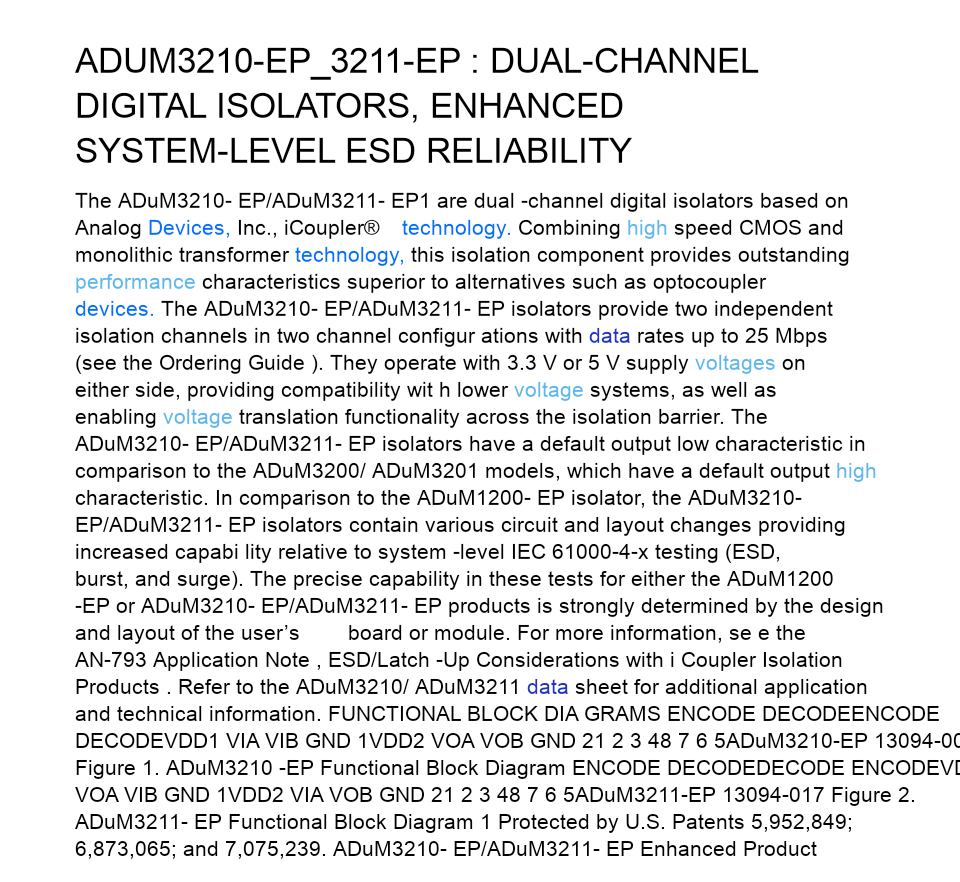 ADUM3210-EP_3211-EP : DUAL-CHANNEL
DIGITAL ISOLATORS, ENHANCED
SYSTEM-LEVEL ESD RELIABILITY
The ADuM3210- EP/ADuM3211- EP1 are dual -channel digital isolators based on
Analog Devices, Inc., iCoupler® technology. Combining high speed CMOS and
monolithic transformer technology, this isolation component provides outstanding
performance characteristics superior to alternatives such as optocoupler
devices. The ADuM3210- EP/ADuM3211- EP isolators provide two independent
isolation channels in two channel configur ations with data rates up to 25 Mbps
(see the Ordering Guide ). They operate with 3.3 V or 5 V supply voltages on
either side, providing compatibility wit h lower voltage systems, as well as
enabling voltage translation functionality across the isolation barrier. The
ADuM3210- EP/ADuM3211- EP isolators have a default output low characteristic in
comparison to the ADuM3200/ ADuM3201 models, which have a default output high
characteristic. In comparison to the ADuM1200- EP isolator, the ADuM3210-
EP/ADuM3211- EP isolators contain various circuit and layout changes providing
increased capabi lity relative to system -level IEC 61000-4-x testing (ESD,
burst, and surge). The precise capability in these tests for either the ADuM1200
-EP or ADuM3210- EP/ADuM3211- EP products is strongly determined by the design
and layout of the user’s board or module. For more information, se e the
AN-793 Application Note , ESD/Latch -Up Considerations with i Coupler Isolation
Products . Refer to the ADuM3210/ ADuM3211 data sheet for additional application
and technical information. FUNCTIONAL BLOCK DIA GRAMS ENCODE DECODEENCODE
DECODEVDD1 VIA VIB GND 1VDD2 VOA VOB GND 21 2 3 48 7 6 5ADuM3210-EP 13094-00
Figure 1. ADuM3210 -EP Functional Block Diagram ENCODE DECODEDECODE ENCODEVD
VOA VIB GND 1VDD2 VIA VOB GND 21 2 3 48 7 6 5ADuM3211-EP 13094-017 Figure 2.
ADuM3211- EP Functional Block Diagram 1 Protected by U.S. Patents 5,952,849;
6,873,065; and 7,075,239. ADuM3210- EP/ADuM3211- EP Enhanced Product